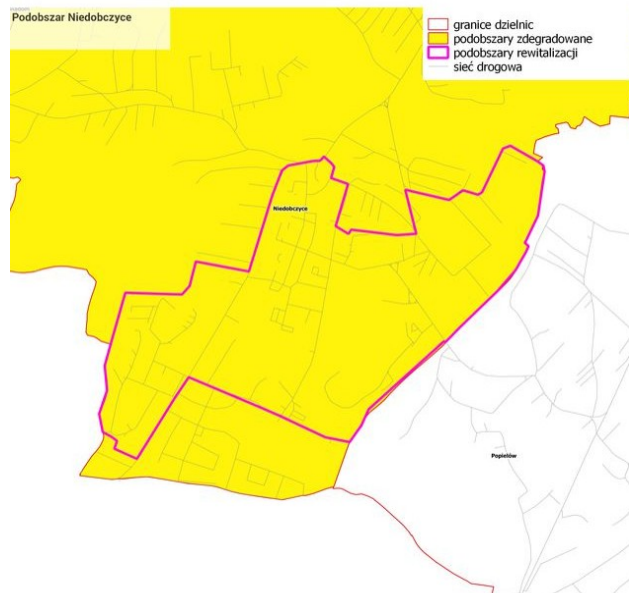 Podobszar Niedobczyce
granice dzielnic
podobszary zdegradowane
podobszary rewitalizacji
sieć drogowa
Niedobczyce
Popielów